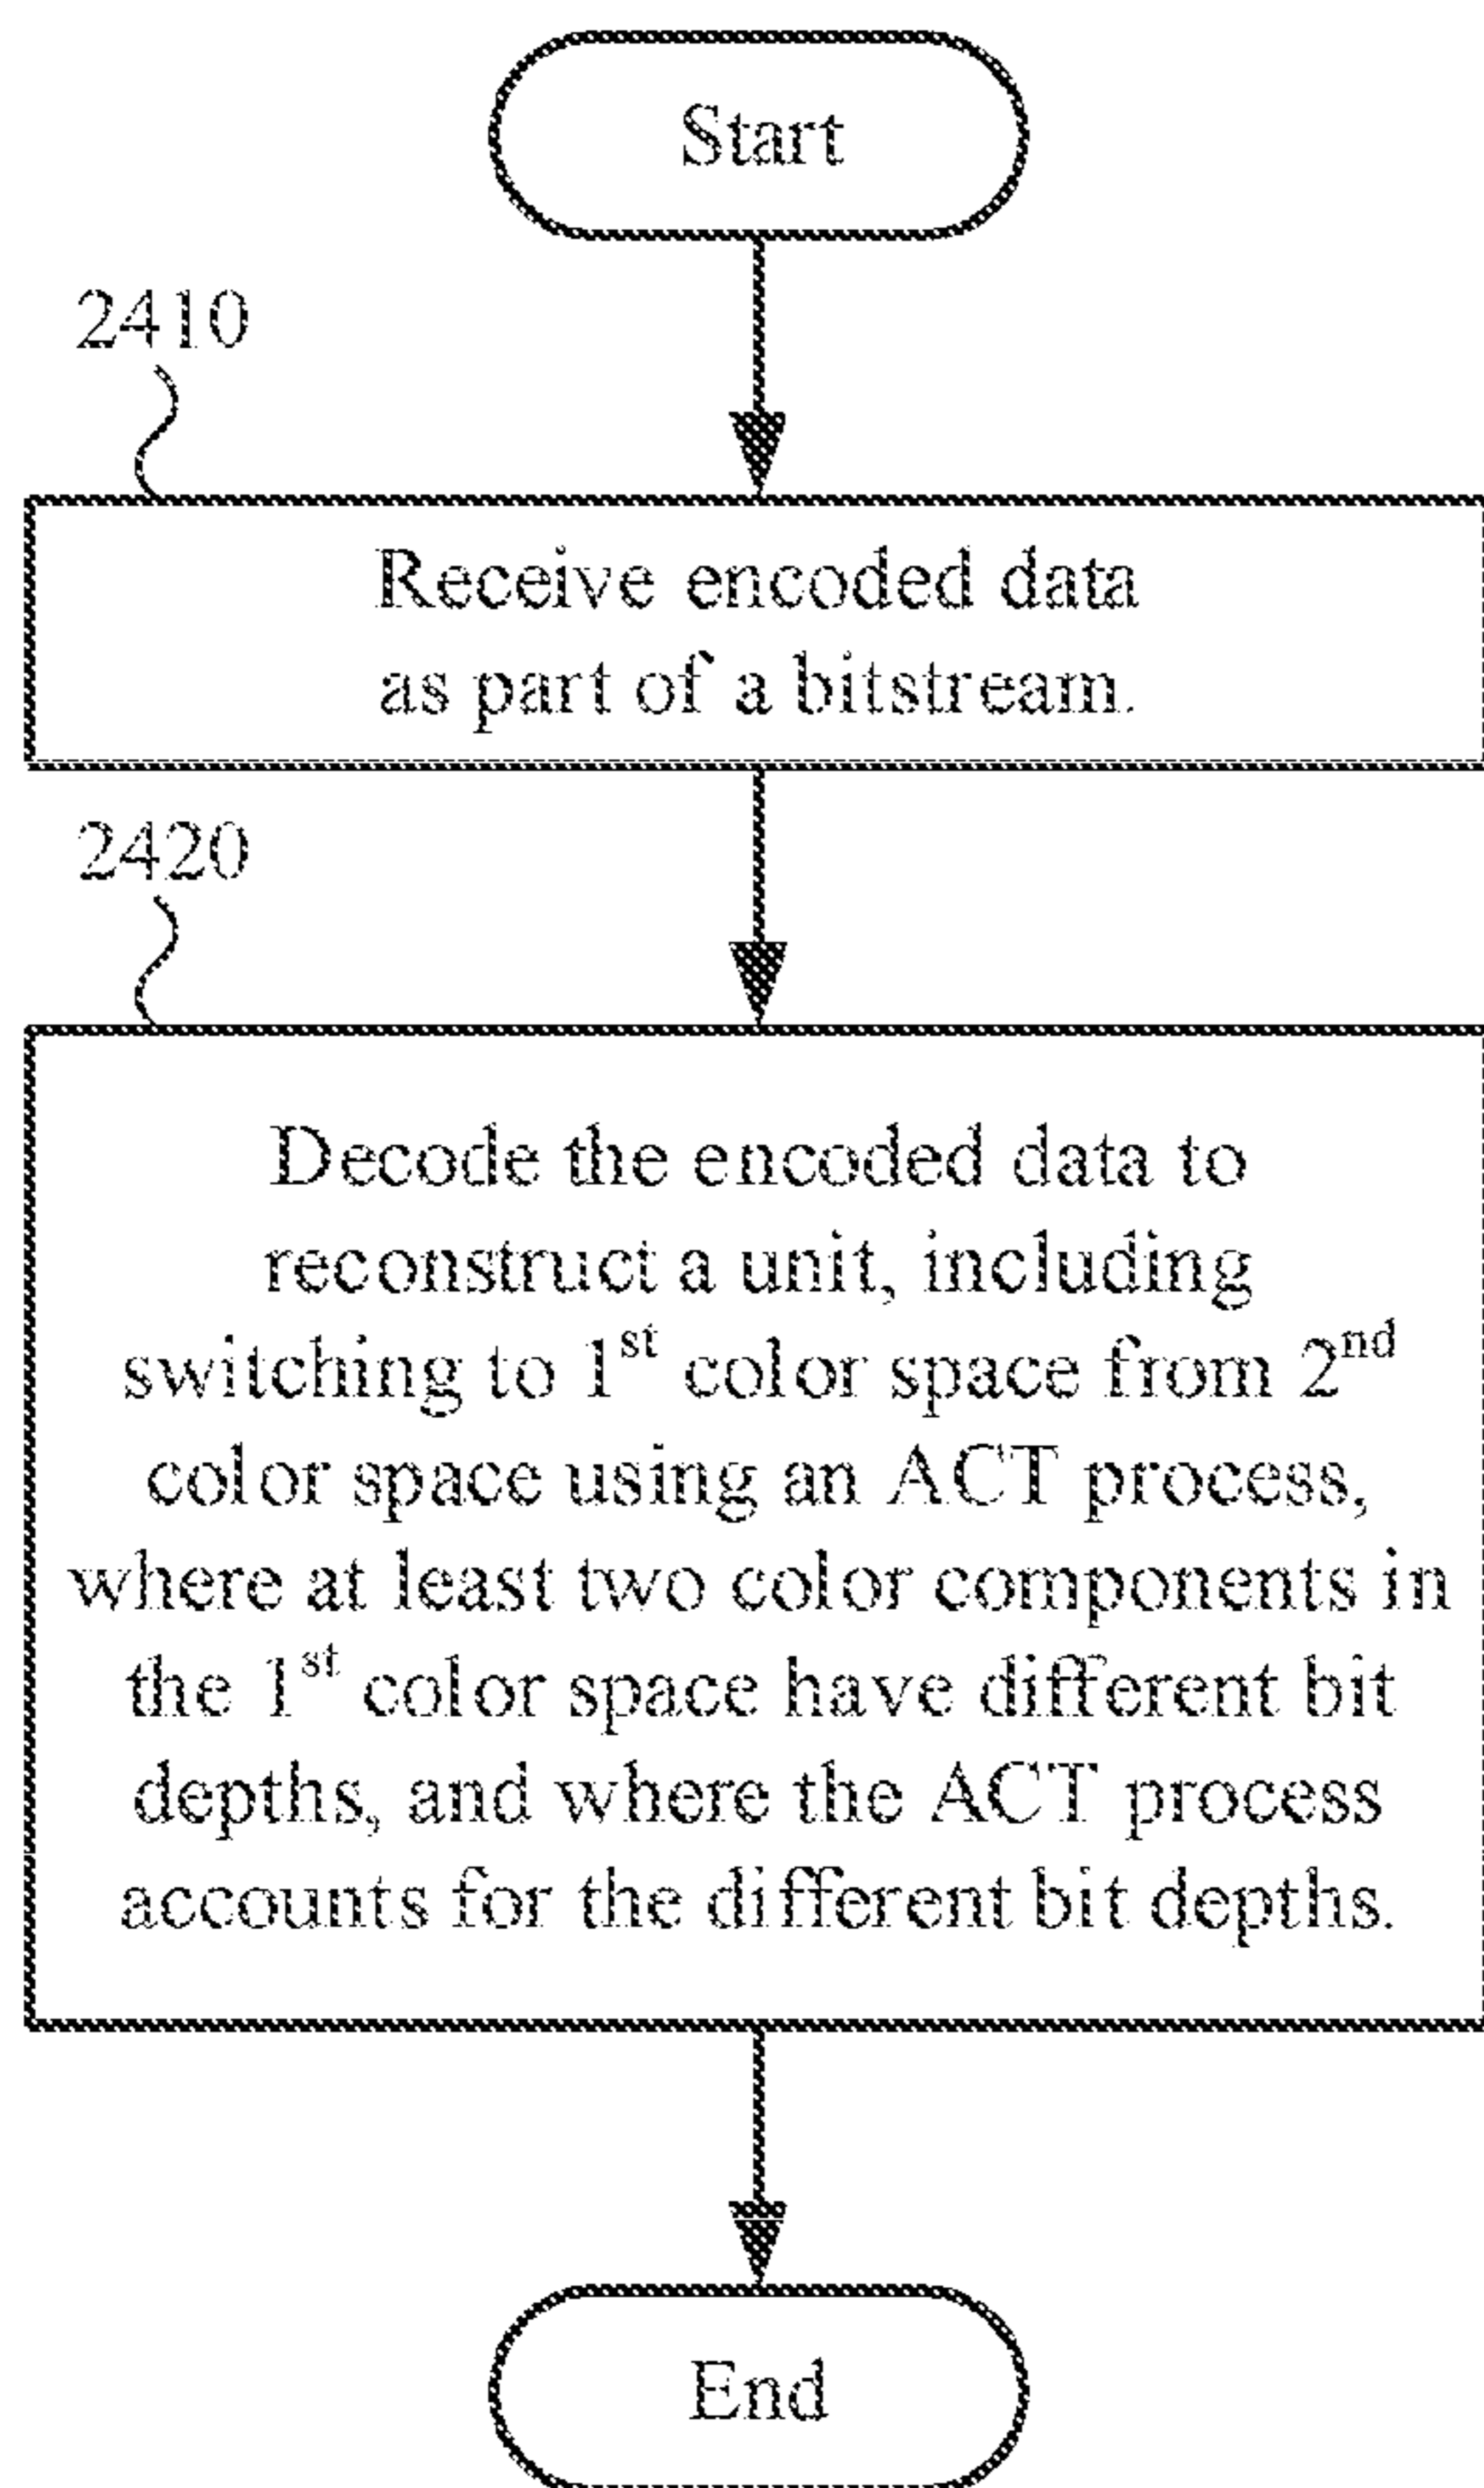 Start
2410
Receive encoded data
as part of a bitstream.
2420
Decode the encoded data to
reconstruct a unit, including
switching to 1st color space from 2nd
color space using an ACT process,
where at least two color components in
the 1st color space have different bit
depths, and where the ACT process
accounts for the different bit depths.
End